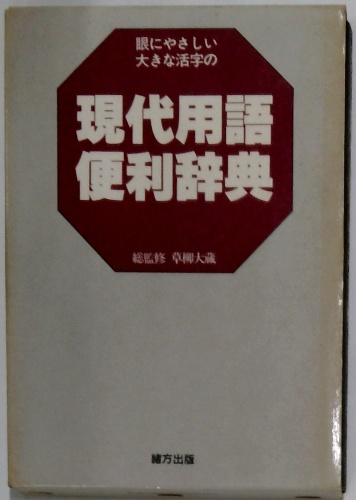 眼にやさしい
大きな活字の
現代用語
便利辞典
総監修 草柳大蔵
緒方出版